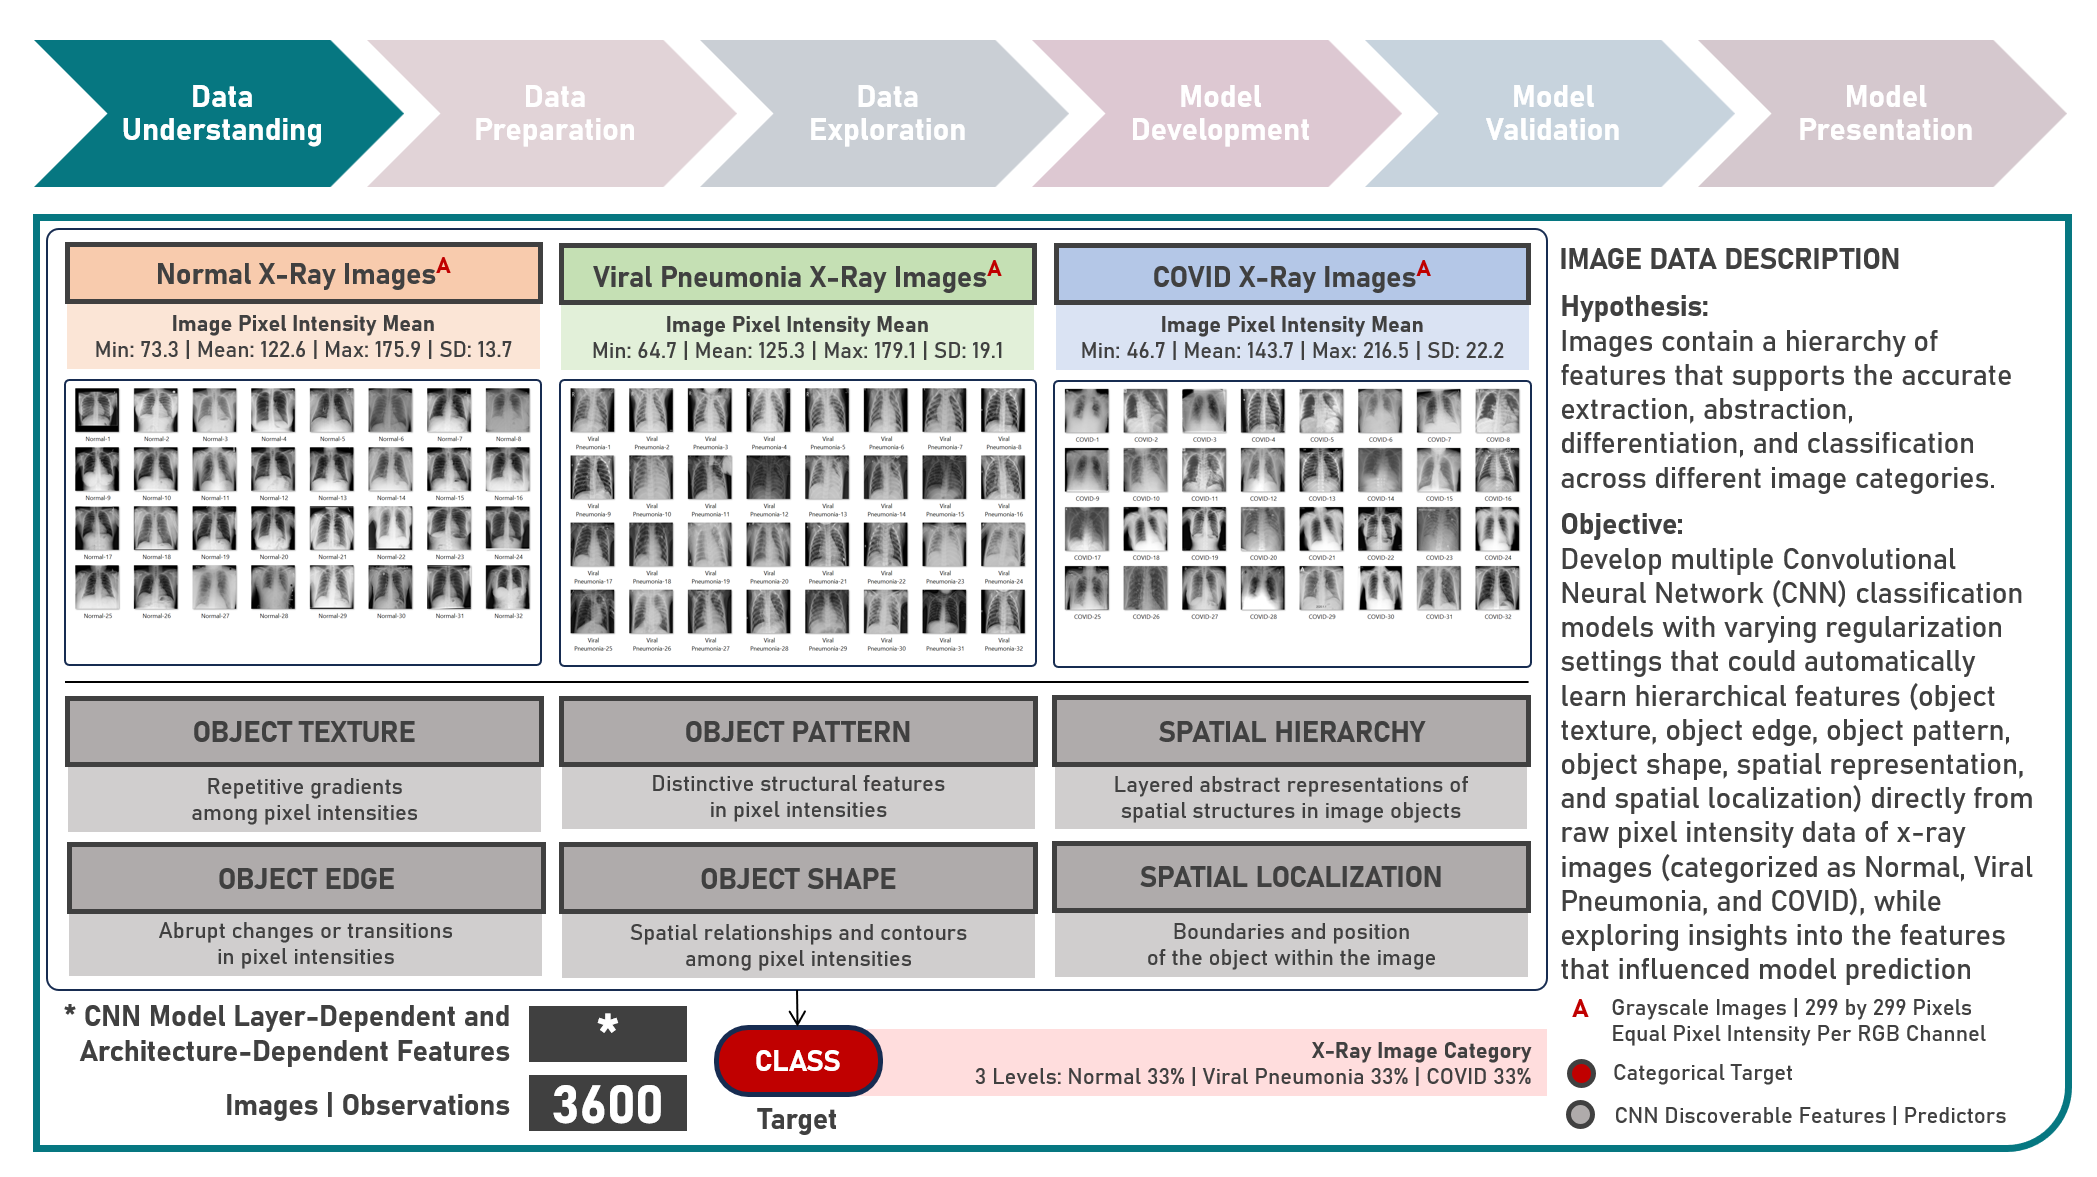 Data
Understanding
Data
Preparation
Data
Exploration
Model
Development
Model
Validation
Model
Presentation
Normal X-Ray ImagesA
Image Pixel Intensity Mean
Min: 73.3 | Mean: 122.6 | Max: 175.9 | SD: 13.7
Normal-1 Normal-2 Normal-3 Normal-4 Normal-5 Normal-6 Normal-7 Normal-8
Normal-9 Normal-10 Normal-11 Normal-12 Normal-13 Normal-14 Normal-15 Normal-16
Normal-17 Normal-18 Normal-19 Normal-20 Normal-21 Normal-22 Normal-23 Normal-24
Normal-25 Normal-26 Normal-27 Normal-28 Normal-29 Normal-30 Normal-31 Normal-32
Viral Pneumonia X-Ray ImagesA
Image Pixel Intensity Mean
Min: 64.7 | Mean: 125.3 | Max: 179.1 | SD: 19.1
Viral Viral Viral Viral Viral Viral Viral Viral
Pneumonia-1 Pneumonia-2 Pneumonia-3 Pneumonia-4 Pneumonia-5 Pneumonia-6 Pneumonia-7 Pneumonia-8
Viral Viral Viral Viral Viral Viral Viral Viral
Pneumonia-9 Pneumonia-10 Pneumonia-11 Pneumonia-12 Pneumonia-13 Pneumonia-14 Pneumonia-15 Pneumonia-16
Viral Viral Viral Viral Viral Viral Viral Viral
Pneumonia-17 Pneumonia-18 Pneumonia-19 Pneumonia-20 Pneumonia-21 Pneumonia-22 Pneumonia-23 Pneumonia-24
Viral Viral Viral Viral Viral Viral Viral Viral
Pneumonia-25 Pneumonia-26 Pneumonia-27 Pneumonia-28 Pneumonia-29 Pneumonia-30 Pneumonia-31 Pneumonia-32
COVID X-Ray ImagesA
Image Pixel Intensity Mean
Min: 46.7 | Mean: 143.7 | Max: 216.5 | SD: 22.2
COVID-1 COVID-2 COVID-3 COVID-4 COVID-5 COVID-6 COVID-7 COVID-8
COVID-9 COVID-10 COVID-11 COVID-12 COVID-13 COVID-14 COVID-15 COVID-16
COVID-17 COVID-18 COVID-19 COVID-20 COVID-21 COVID-22 COVID-23 COVID-24
COVID-25 COVID-26 COVID-27 COVID-28 COVID-29 COVID-30 COVID-31 COVID-32
OBJECT TEXTURE
Repetitive gradients
among pixel intensities
OBJECT PATTERN
Distinctive structural features
in pixel intensities
SPATIAL HIERARCHY
Layered abstract representations of
spatial structures in image objects
OBJECT EDGE
Abrupt changes or transitions
in pixel intensities
OBJECT SHAPE
Spatial relationships and contours
among pixel intensities
SPATIAL LOCALIZATION
Boundaries and position
of the object within the image
* CNN Model Layer-Dependent and
Architecture-Dependent Features
*
Images | Observations
3600
CLASS
Target
X-Ray Image Category
3 Levels: Normal 33% | Viral Pneumonia 33% | COVID 33%
IMAGE DATA DESCRIPTION
Hypothesis:
Images contain a hierarchy of
features that supports the accurate
extraction, abstraction,
differentiation, and classification
across different image categories.
Objective:
Develop multiple Convolutional
Neural Network (CNN) classification
models with varying regularization
settings that could automatically
learn hierarchical features (object
texture, object edge, object pattern,
object shape, spatial representation,
and spatial localization) directly from
raw pixel intensity data of x-ray
images (categorized as Normal, Viral
Pneumonia, and COVID), while
exploring insights into the features
that influenced model prediction
A Grayscale Images | 299 by 299 Pixels
Equal Pixel Intensity Per RGB Channel
Categorical Target
CNN Discoverable Features | Predictors